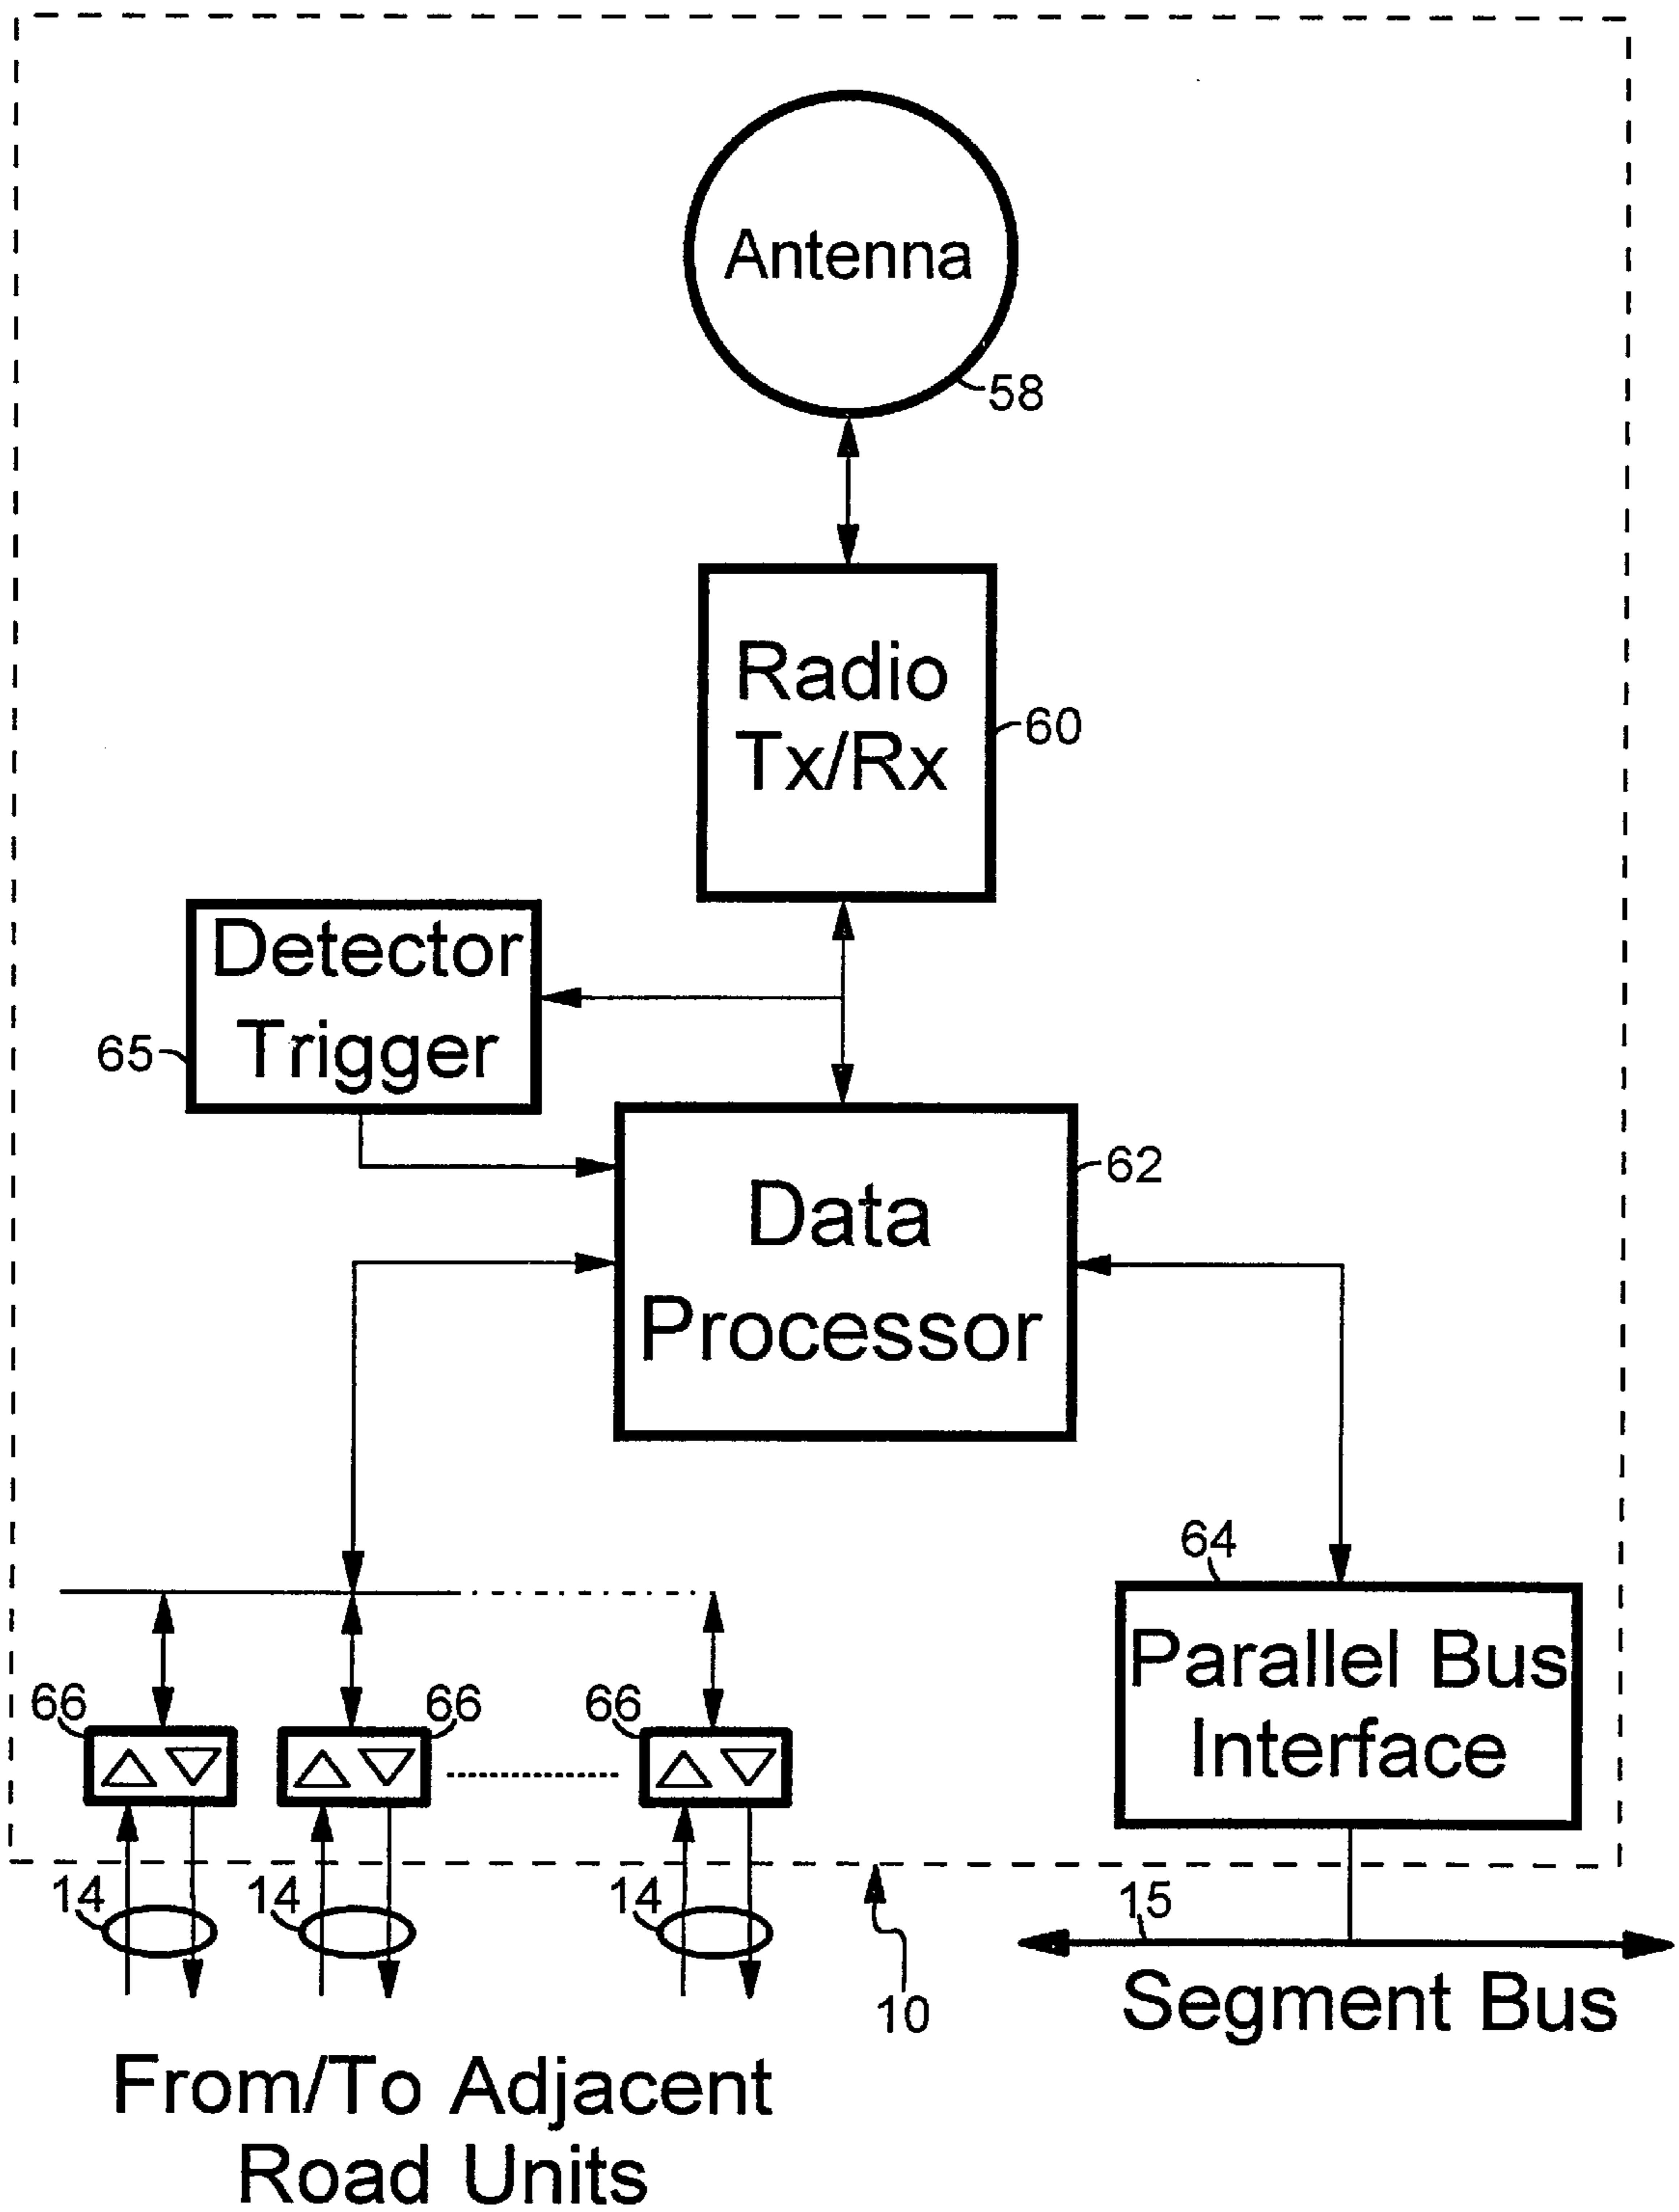 Antenna
58
Radio
Tx/Rx
60
Detector
Trigger
65
62
Data
Processor
64
Parallel Bus
Interface
66
66
66
14
14
14
10
15
Segment Bus
From/To Adjacent
Road Units